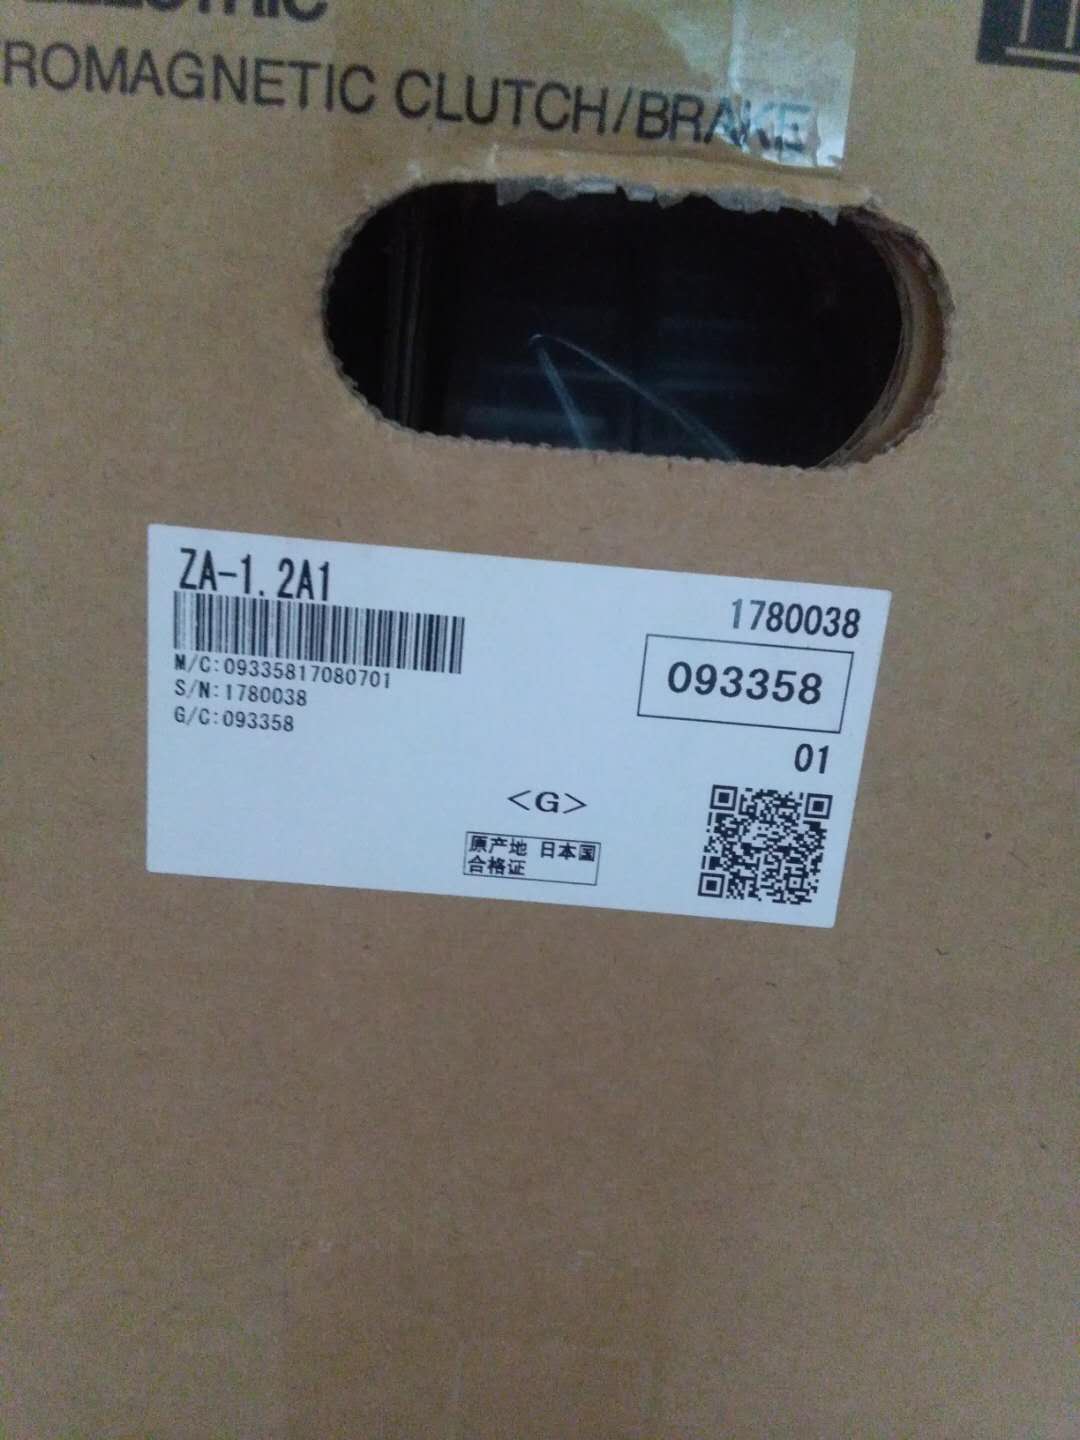 ROMAGNETIC CLUTCH/BRAKE
ZA-1.2A1
1780038
M/C:09335817080701
S/N:1780038
G/C:093358
093358
01
<G>
原产地 日本国
合格证